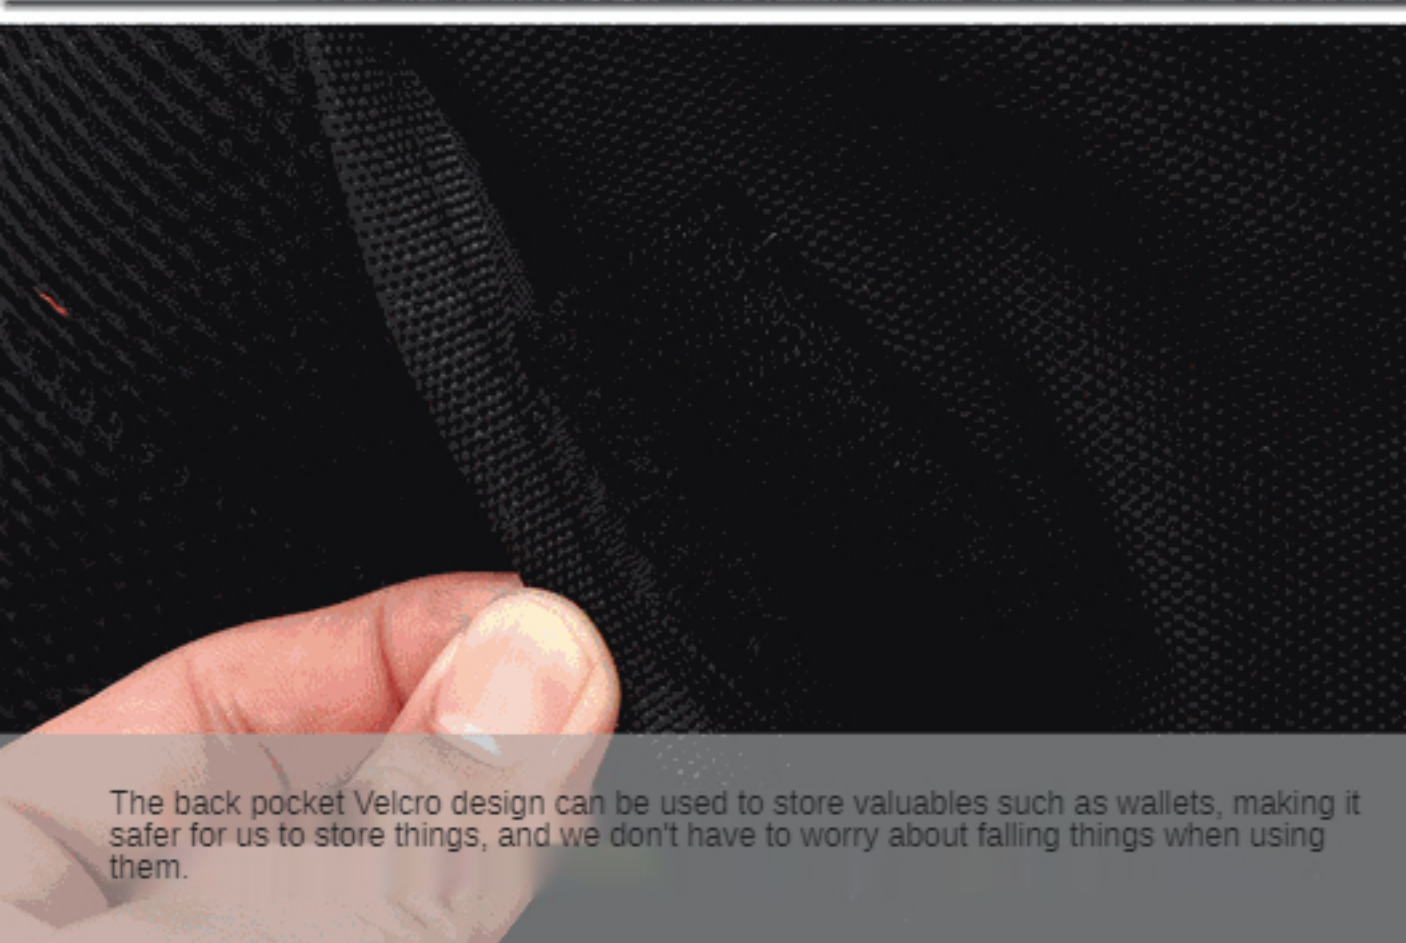 The back pocket Velcro design can be used to store valuables such as wallets, making it
safer for us to store things, and we don't have to worry about falling things when using
them.